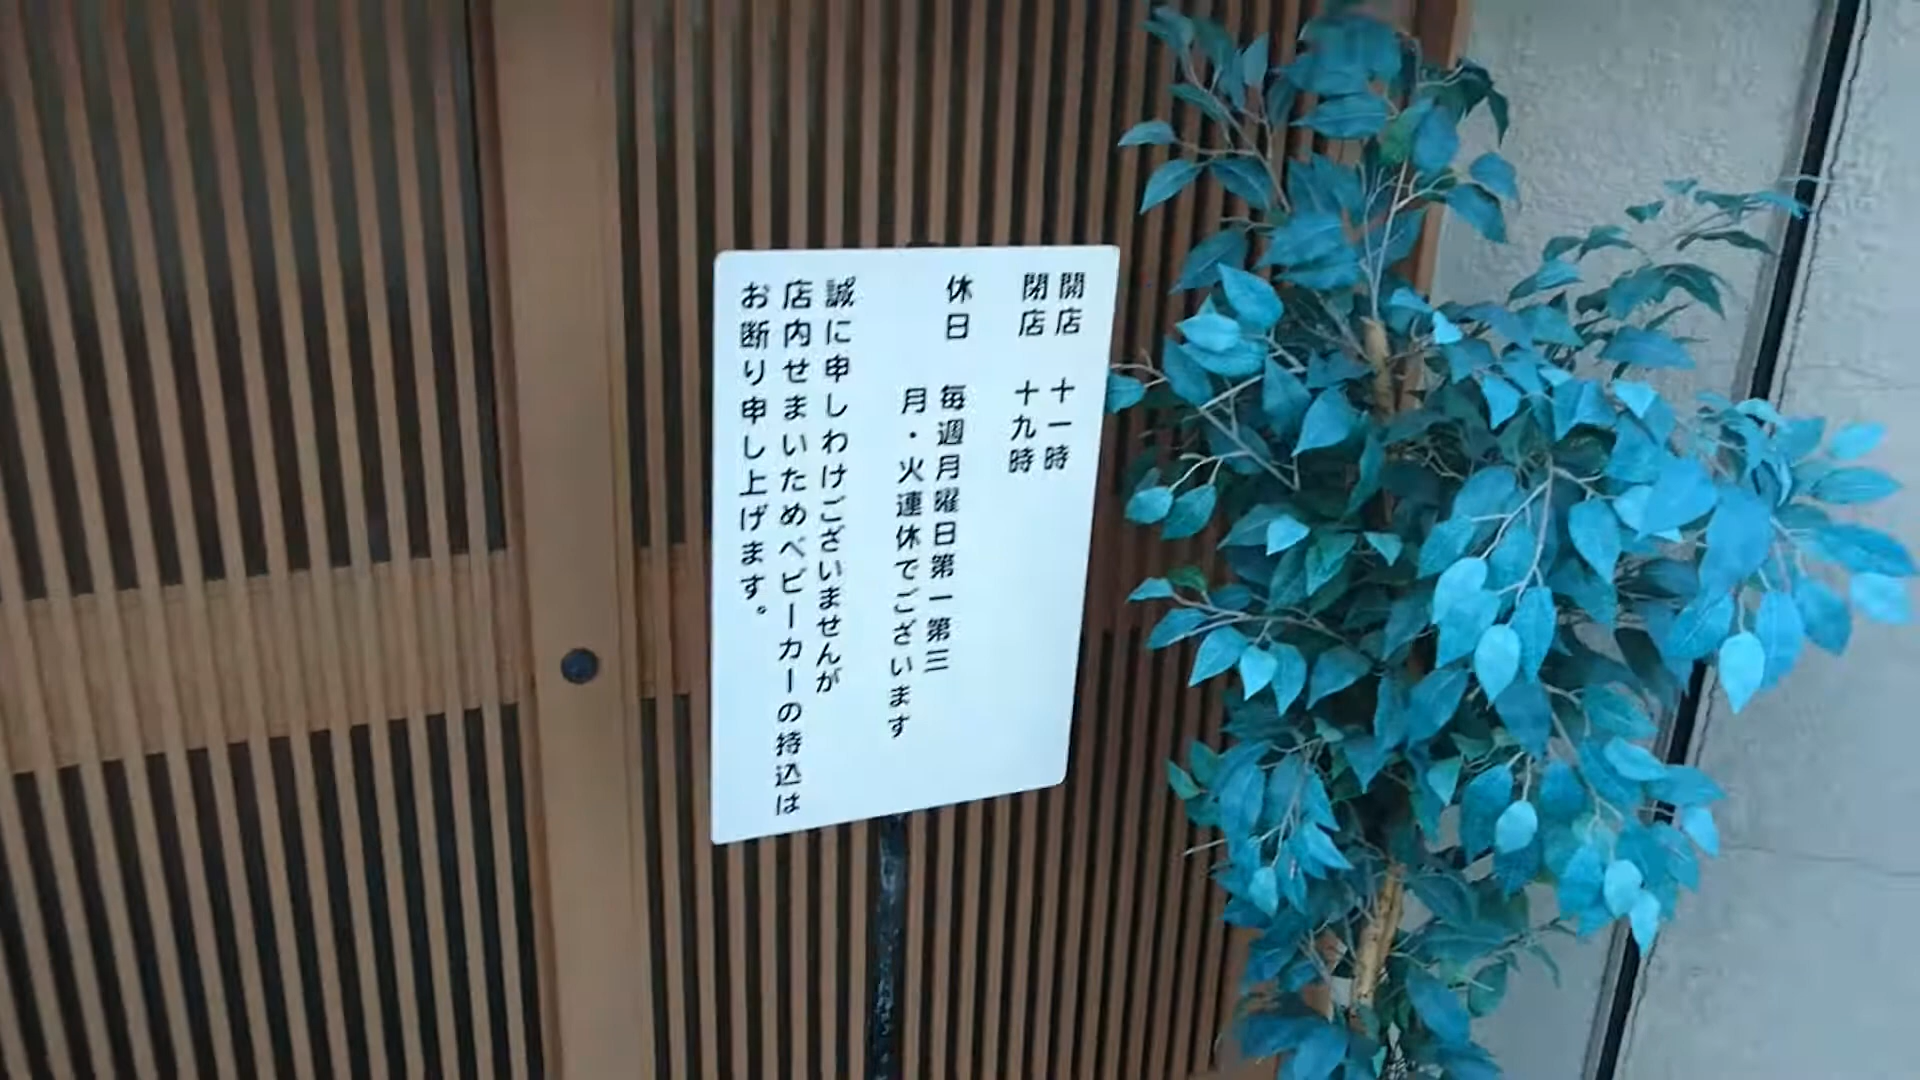 開店 十一時
閉店 十九時
休日 毎週月曜日第一第三
月・火連休でございます
誠に申しわけございませんが
店内せまいためベビーカーの持込は
お断り申し上げます。